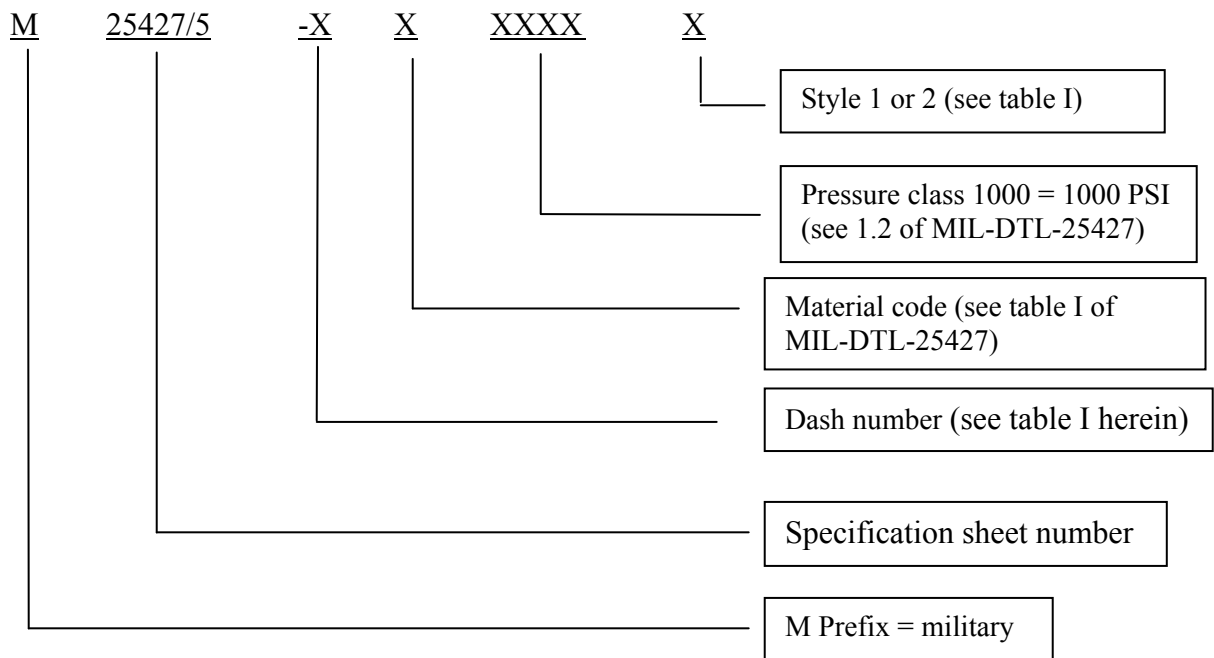 M 25427/5 -X X XXXX X
Style 1 or 2 (see table I)
Pressure class 1000 = 1000 PSI
(see 1.2 of MIL-DTL-25427)
Material code (see table I of
MIL-DTL-25427)
Dash number (see table I herein)
Specification sheet number
M Prefix = military